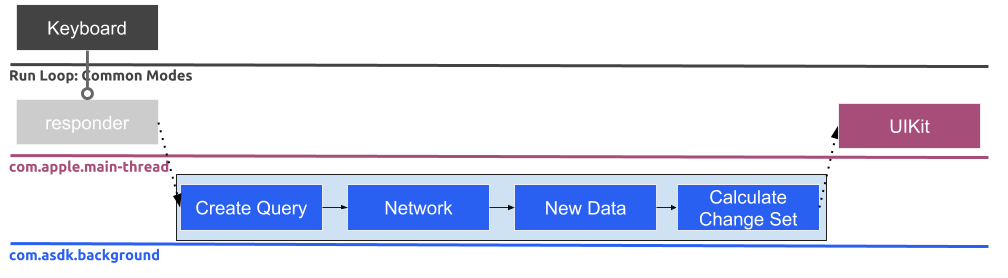 Keyboard
Run Loop: Common Modes
responder
UIKit
com.apple.main-thread
Create Query
Network
New Data
Calculate
Change Set
com.asdk.background